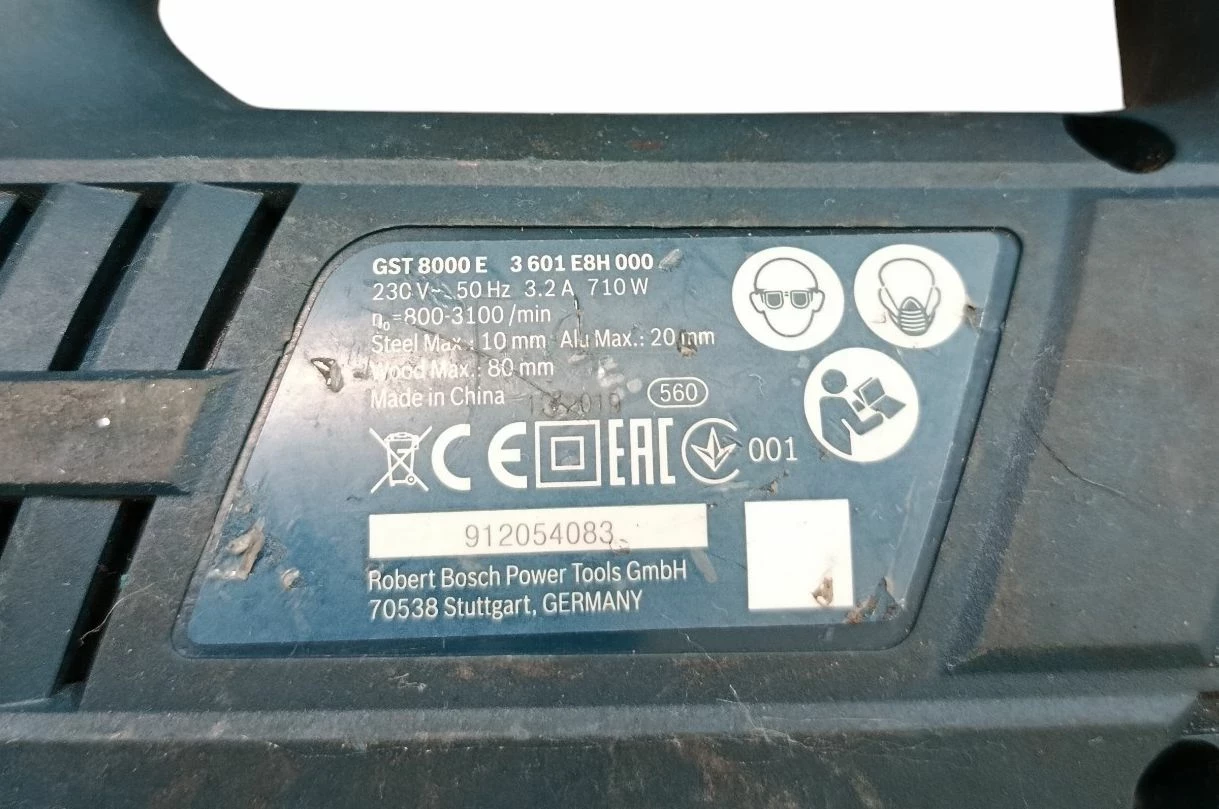 GST 8000 E 3 601 E8H 000
230 V~ 50 Hz 3.2 A 710 W
n₀=800-3100 /min
Steel Max.: 10 mm Alu Max.: 20 mm
Wood Max.: 80 mm
Made in China 560
CE EAC 001
912054083
Robert Bosch Power Tools GmbH
70538 Stuttgart, GERMANY